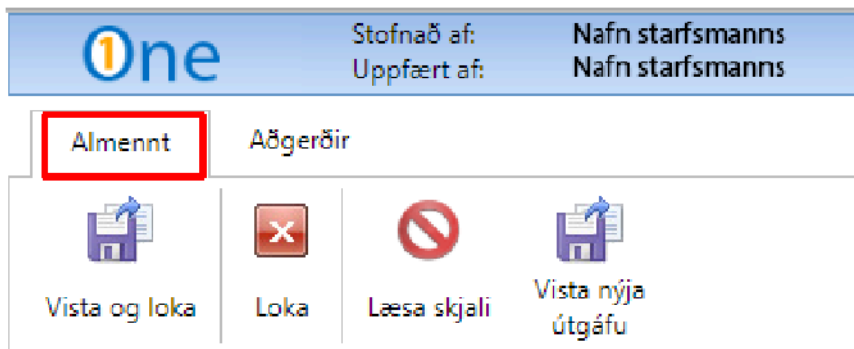 One
Stofnað af: Nafn starfsmanns
Uppfært af: Nafn starfsmanns
Almennt Aðgerðir
Vista og loka Loka Læsa skjali Vista nýja
útgáfu